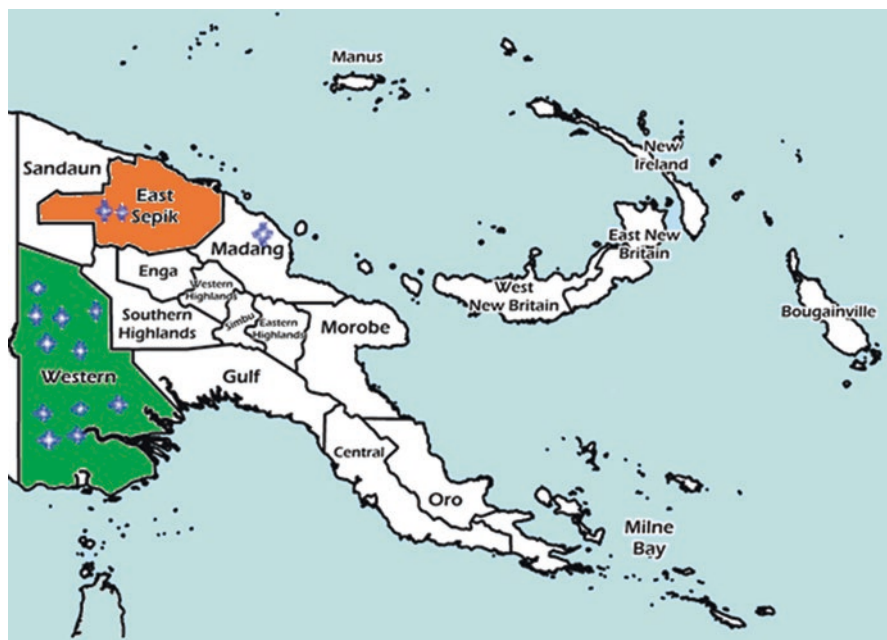 Manus
New
Ireland
Sandaun
East
Sepik
East New
Britain
Madang
Enga
Western
Highlands
West
New Britain
Bougainville
Southern
Highlands
Simbu
Eastern
Highlands
Morobe
Western
Gulf
Central
Oro
Milne
Bay